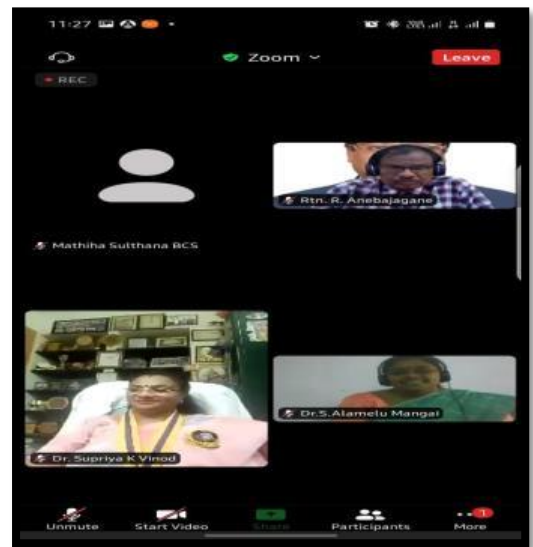 11:27
Zoom
Leave
REC
Rtn. R. Anebajagane
Mathiha Sulthana BCS
Dr.S.Alamelu Mangai
Dr. Supriya K Vinod
1
Unmute Start Video Share Participants More